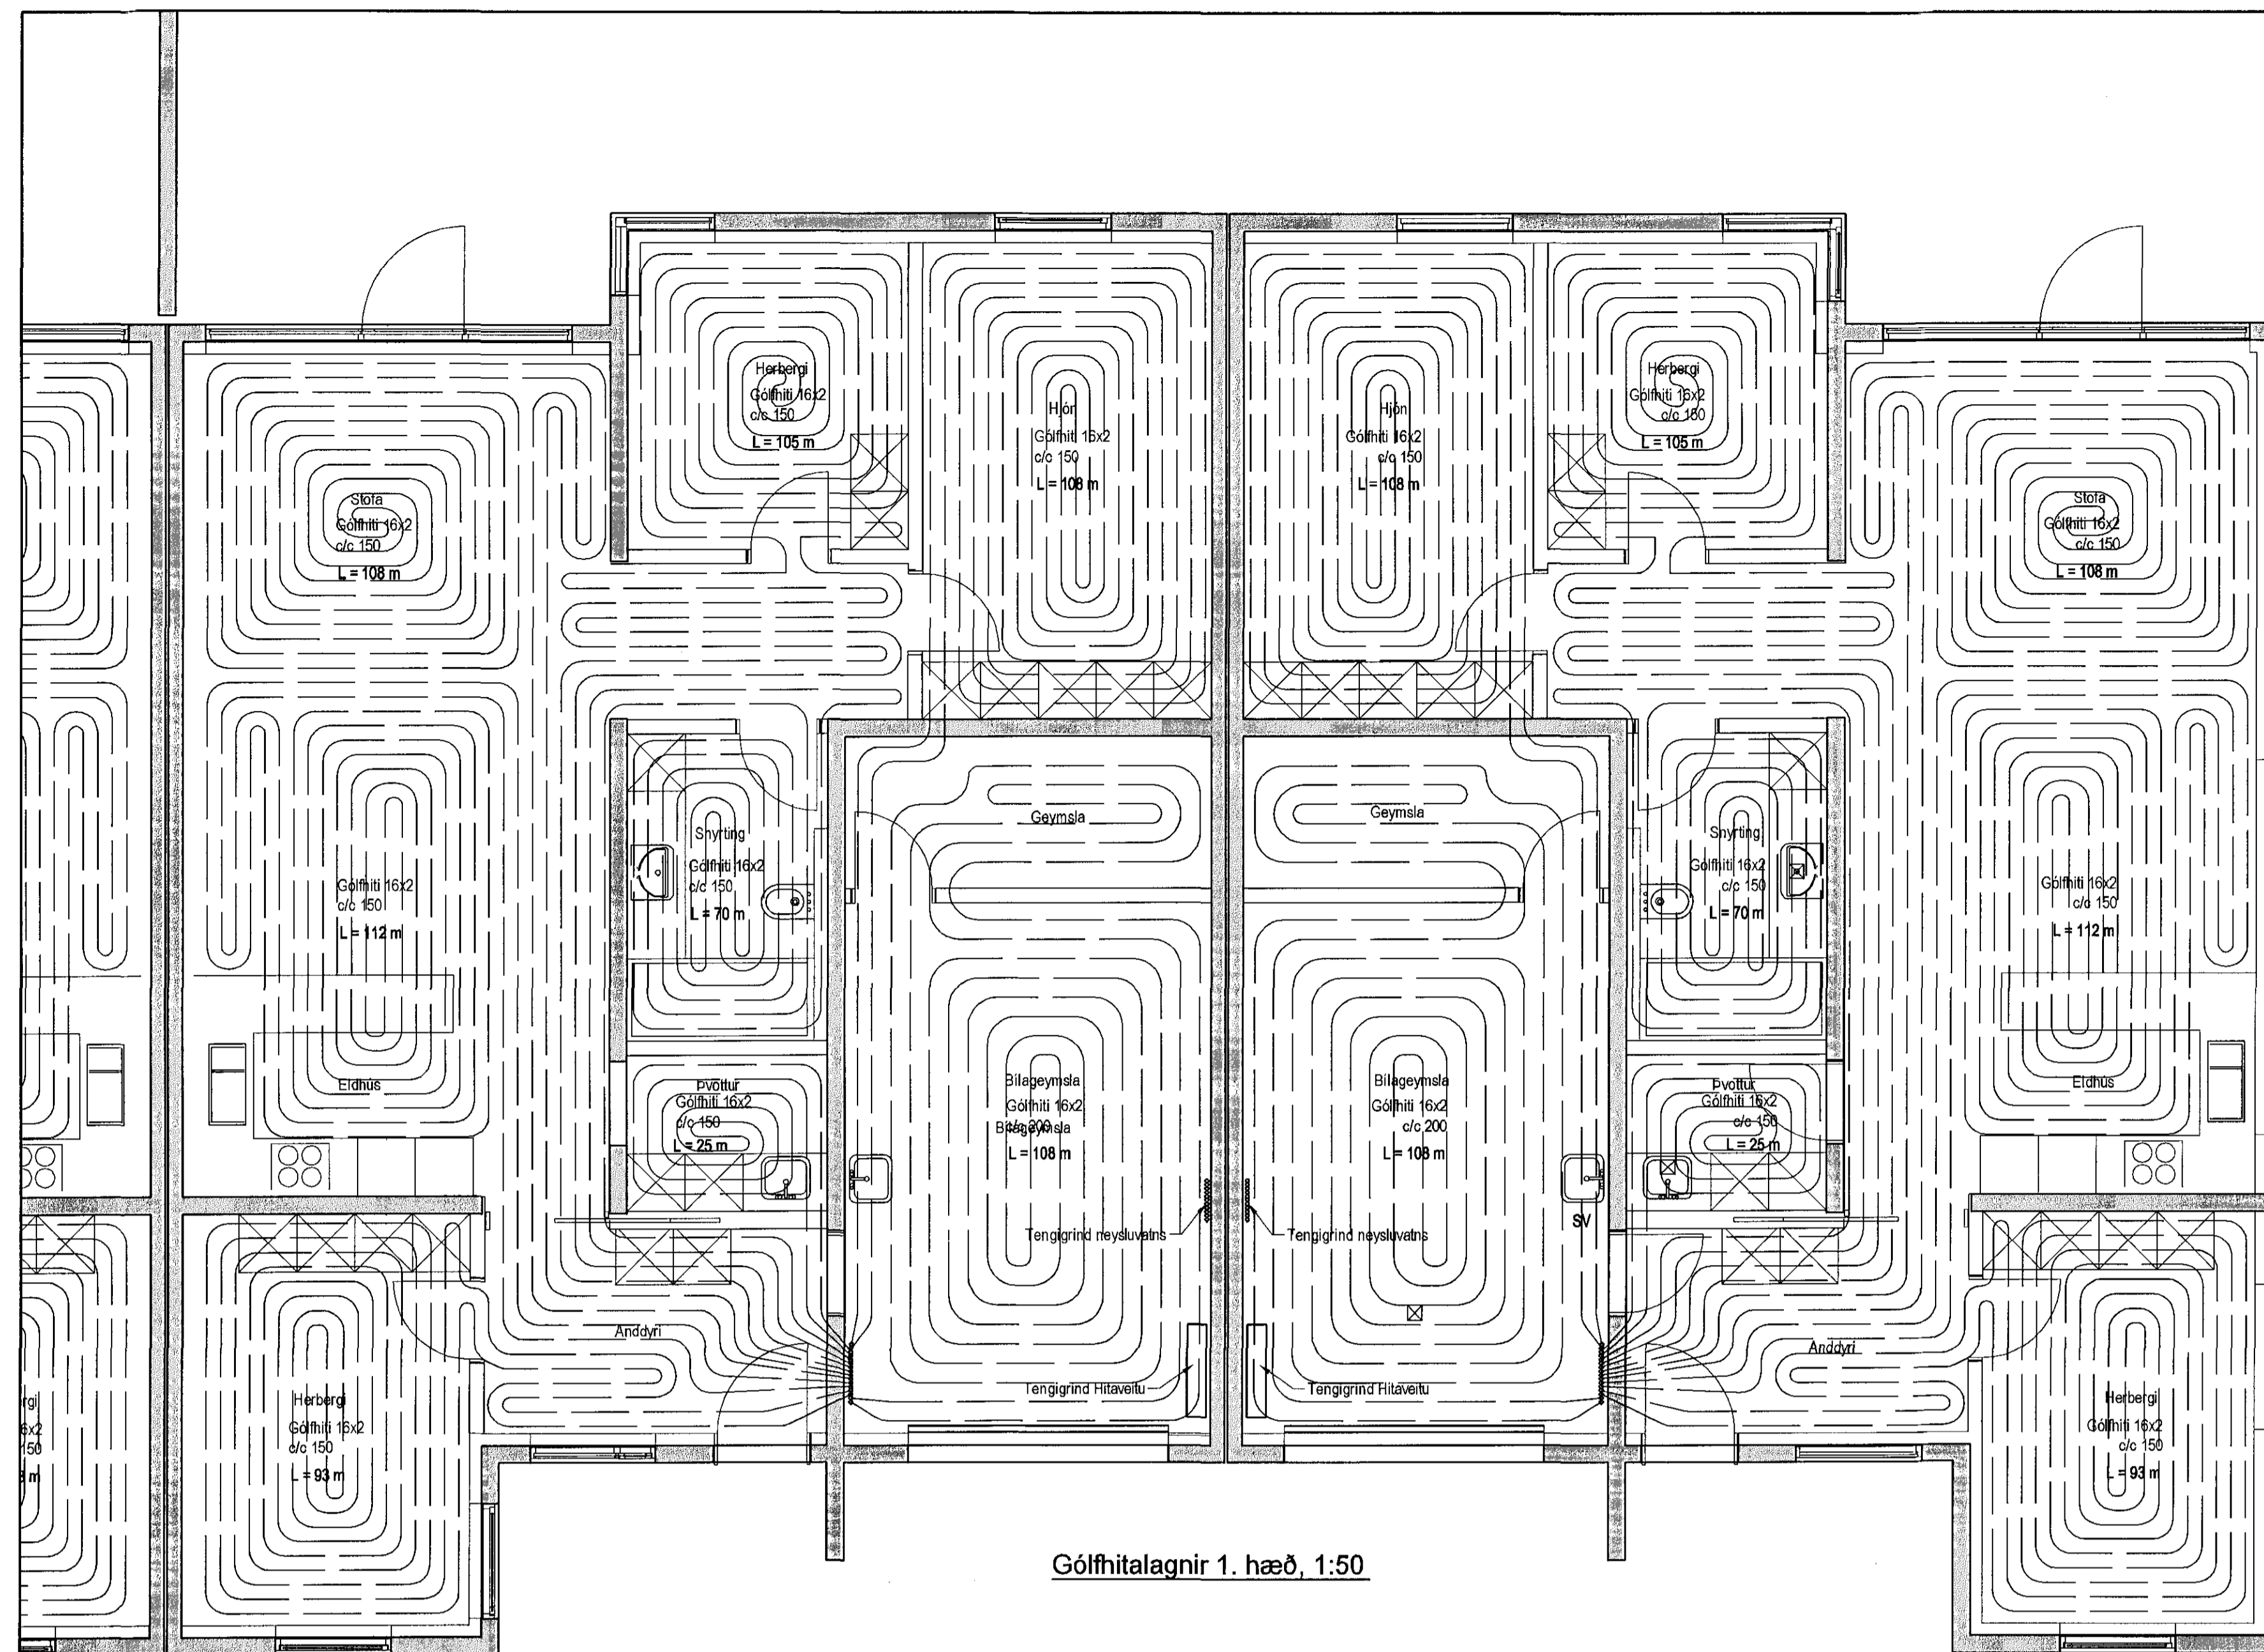 Herbergi
Gólfhiti 16x2
c/c 150
L = 105 m
Hjón
Gólfhiti 16x2
c/c 150
L = 108 m
Hjón
Gólfhiti 16x2
c/c 150
L = 108 m
Herbergi
Gólfhiti 16x2
c/c 150
L = 105 m
Stofa
Gólfhiti 16x2
c/c 150
L = 108 m
Stofa
Gólfhiti 16x2
c/c 150
L = 108 m
Geymsla
Geymsla
Snyrting
Gólfhiti 16x2
c/c 150
L = 70 m
Snyrting
Gólfhiti 16x2
c/c 150
L = 70 m
Gólfhiti 16x2
c/c 150
L = 112 m
Gólfhiti 16x2
c/c 150
L = 112 m
Eldhús
Þvottur
Gólfhiti 16x2
c/c 150
L = 25 m
Bílageymsla
Gólfhiti 16x2
c/c 200
Bílageymsla
L = 108 m
Bílageymsla
Gólfhiti 16x2
c/c 200
L = 108 m
Þvottur
Gólfhiti 16x2
c/c 150
L = 25 m
Eldhús
SV
Tengigrind neysluvatns
Tengigrind neysluvatns
Anddyri
Anddyri
Tengigrind Hitaveitu
Tengigrind Hitaveitu
rgi
6x2
150
m
Herbergi
Gólfhiti 16x2
c/c 150
L = 93 m
Herbergi
Gólfhiti 16x2
c/c 150
L = 93 m
Gólfhitalagnir 1. hæð, 1:50